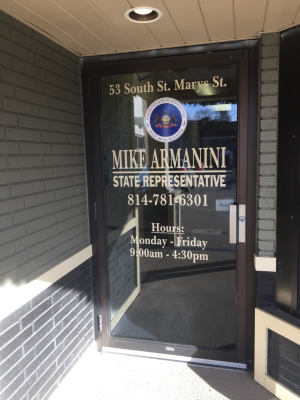 53 South St. Marys St.
MIKE ARMANINI
STATE REPRESENTATIVE
814-781-6301
Hours:
Monday - Friday
9:00am - 4:30pm